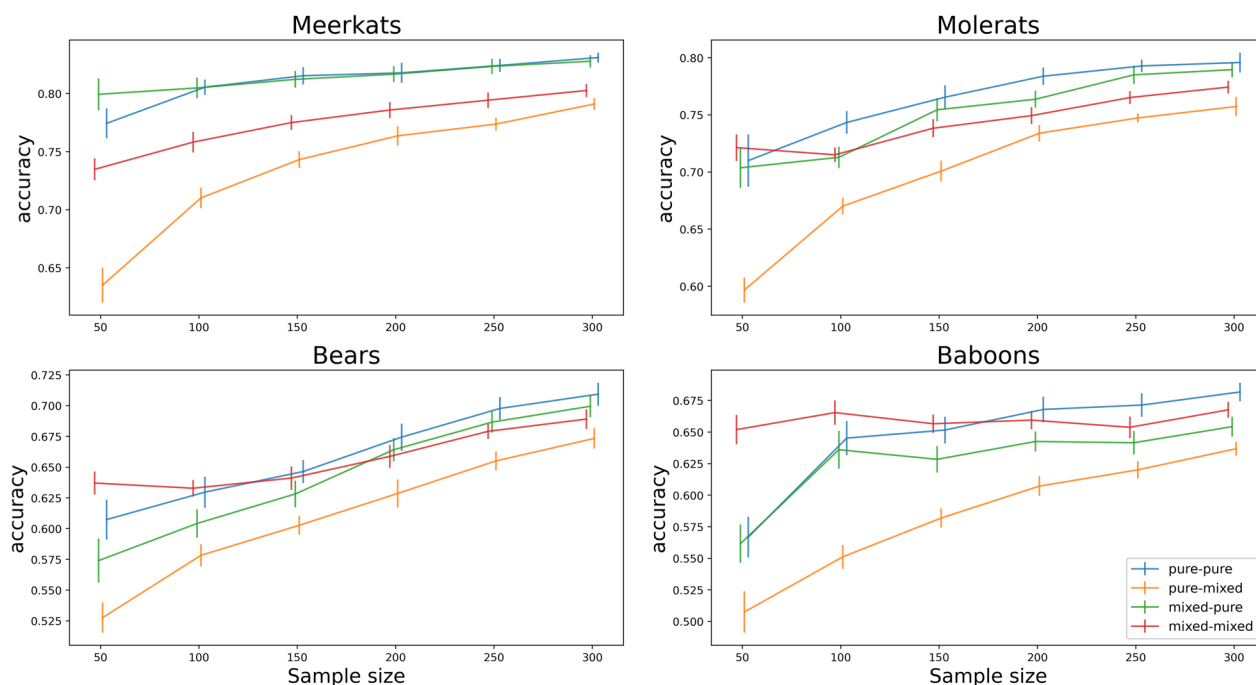 Meerkats
accuracy
0.80
0.75
0.70
0.65
50 100 150 200 250 300
Molerats
accuracy
0.80
0.75
0.70
0.65
0.60
50 100 150 200 250 300
Bears
accuracy
0.725
0.700
0.675
0.650
0.625
0.600
0.575
0.550
0.525
50 100 150 200 250 300
Sample size
Baboons
accuracy
0.675
0.650
0.625
0.600
0.575
0.550
0.525
0.500
50 100 150 200 250 300
Sample size
pure-pure
pure-mixed
mixed-pure
mixed-mixed